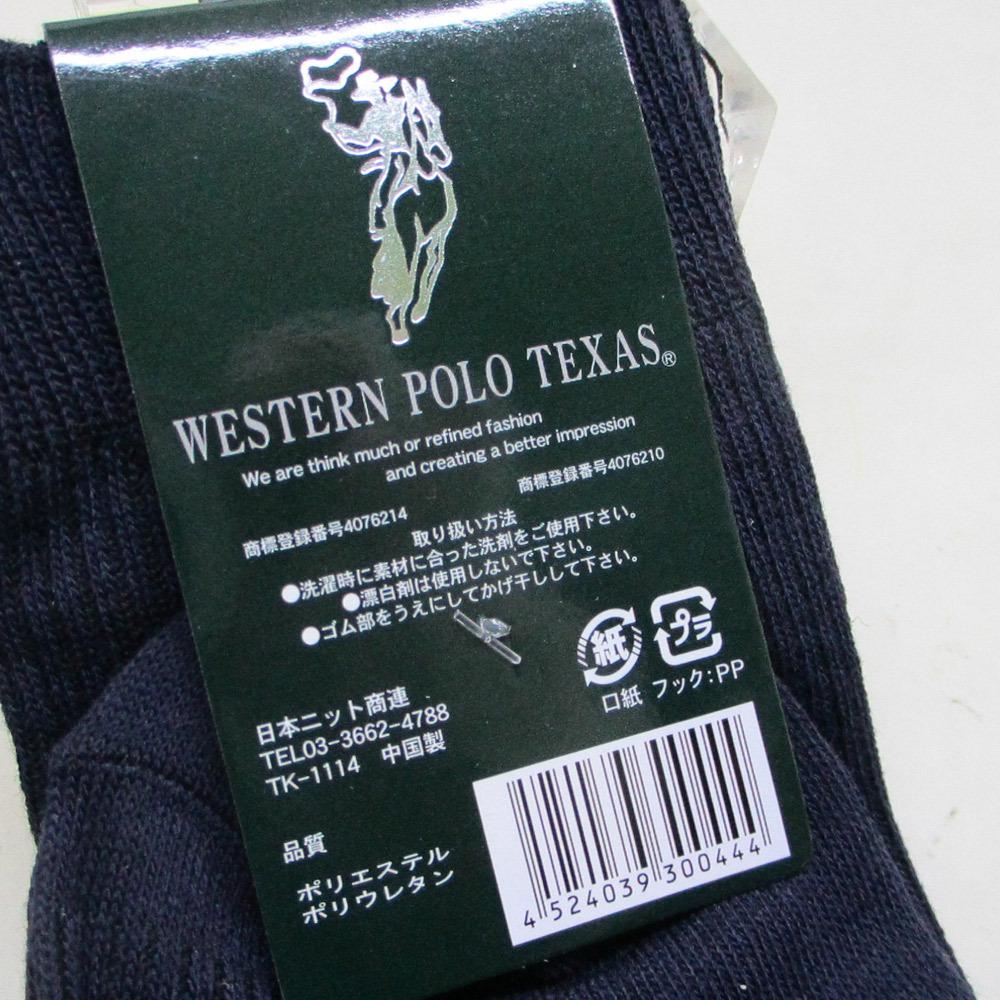 WESTERN POLO TEXAS®
We are think much or refined fashion
and creating a better impression
商標登録番号4076214
商標登録番号4076210
取り扱い方法
●洗濯時に素材に合った洗剤をご使用下さい。
●漂白剤は使用しないで下さい。
●ゴム部をうえにしてかげ干しして下さい。
紙
プラ
口紙 フック:PP
日本ニット商連
TEL03-3662-4788
TK-1114 中国製
品質
ポリエステル
ポリウレタン
4 524039 300444